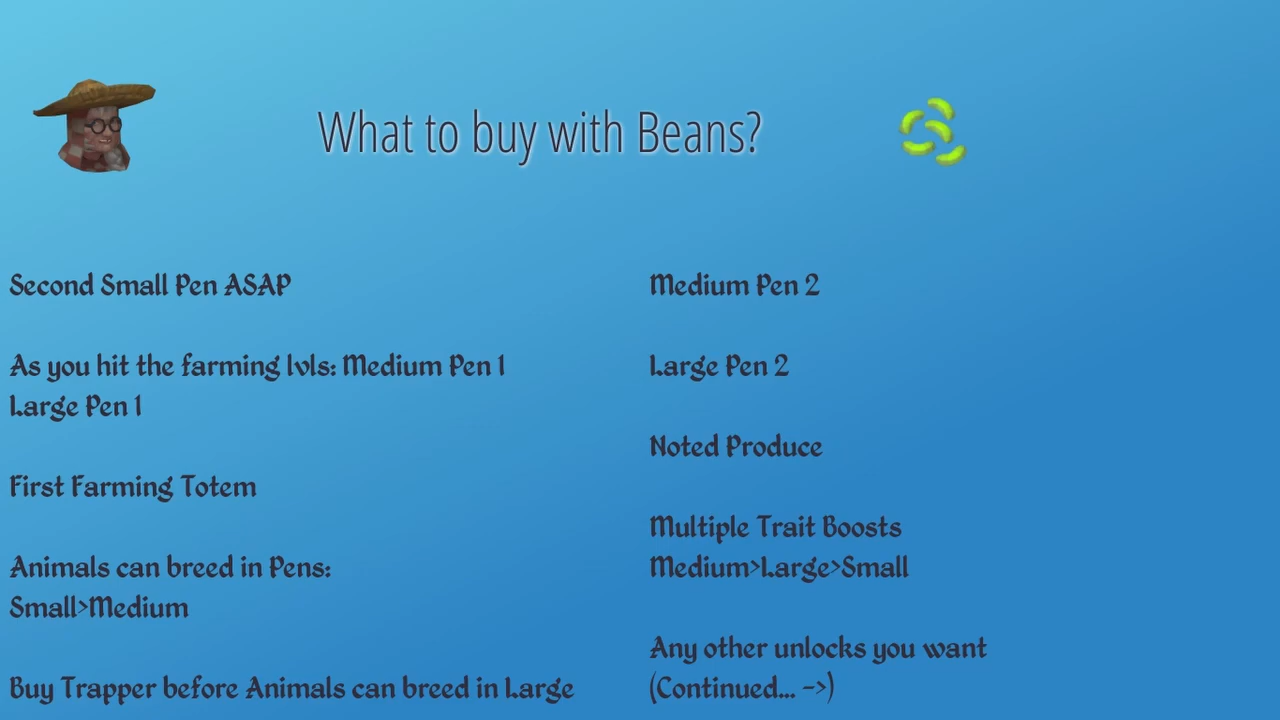 What to buy with Beans?
Second Small Pen ASAP
As you hit the farming lvls: Medium Pen 1
Large Pen 1
First Farming Totem
Animals can breed in Pens:
Small>Medium
Buy Trapper before Animals can breed in Large
Medium Pen 2
Large Pen 2
Noted Produce
Multiple Trait Boosts
Medium>Large>Small
Any other unlocks you want
(Continued... ->)